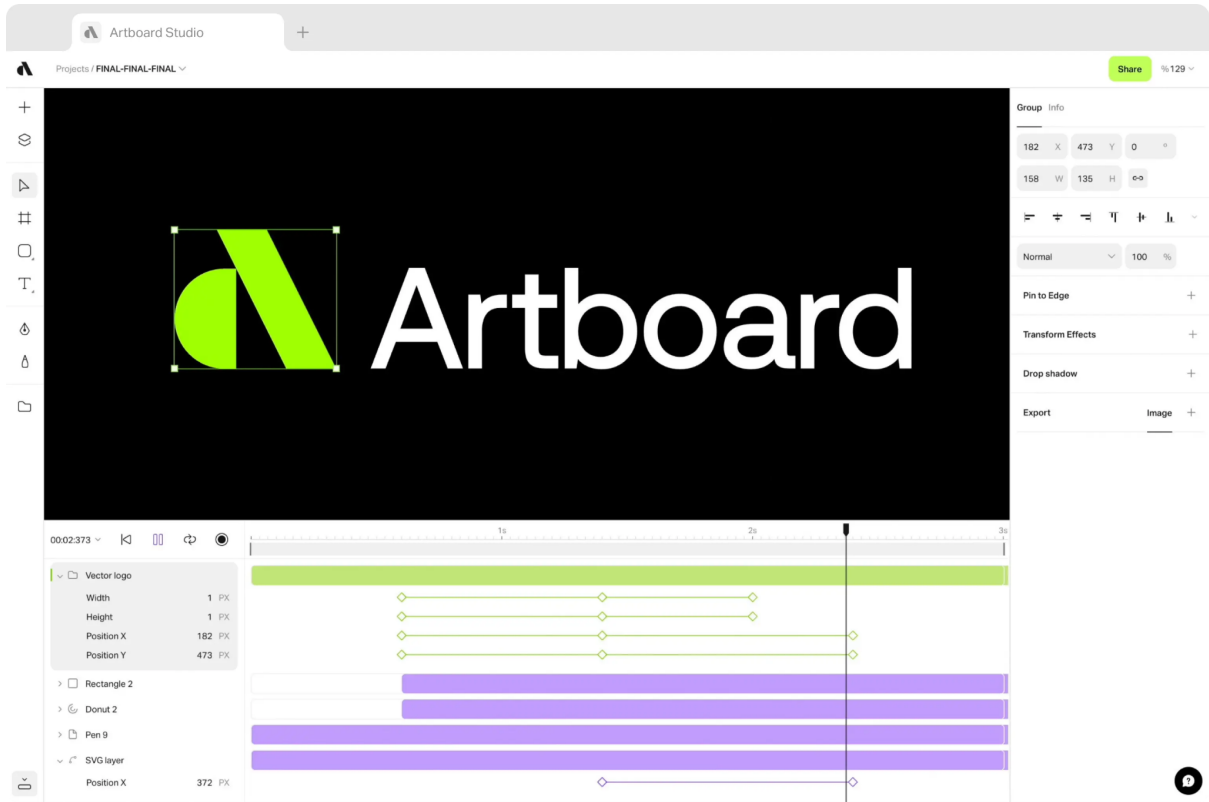 Artboard Studio
Projects / FINAL-FINAL-FINAL
Share
%129
Group Info
182 X 473 Y 0 °
158 W 135 H
Normal 100 %
Pin to Edge
Transform Effects
Drop shadow
Export Image
Artboard
00:02:373
1s 2s 3s
Vector logo
Width 1 PX
Height 1 PX
Position X 182 PX
Position Y 473 PX
Rectangle 2
Donut 2
Pen 9
SVG layer
Position X 372 PX
?